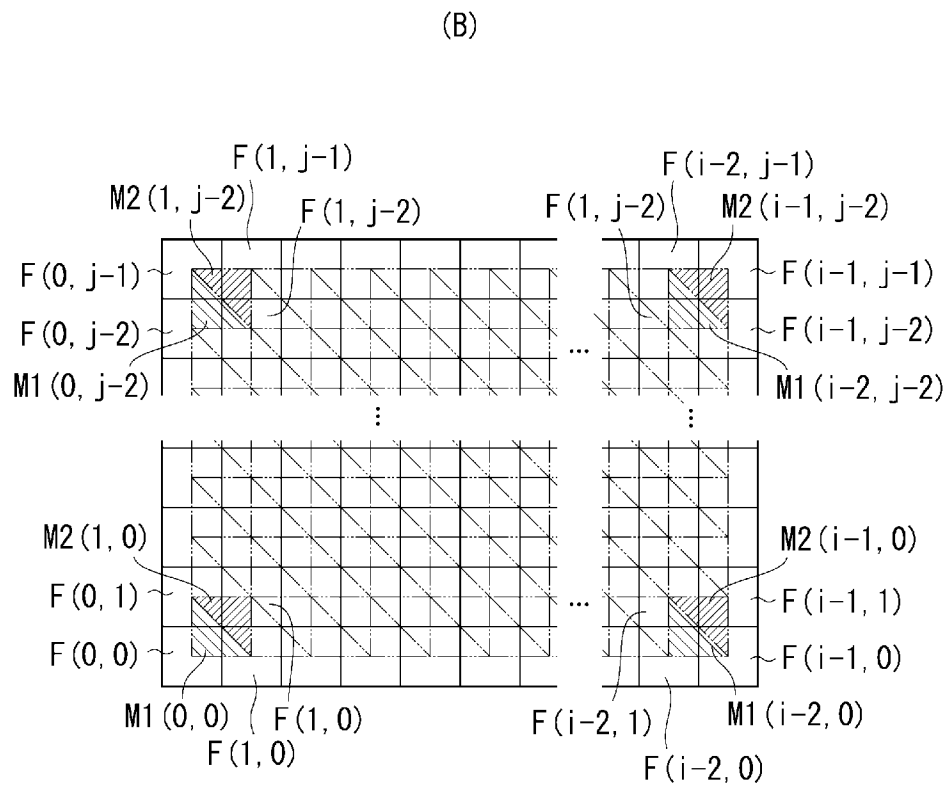 (B)
F(1, j-1)
F(i-2, j-1)
M2(1, j-2)
F(1, j-2)
F(1, j-2)
M2(i-1, j-2)
F(0, j-1)
F(i-1, j-1)
F(0, j-2)
F(i-1, j-2)
M1(0, j-2)
M1(i-2, j-2)
...
⋮
⋮
M2(1, 0)
M2(i-1, 0)
F(0, 1)
...
F(i-1, 1)
F(0, 0)
F(i-1, 0)
M1(0, 0)
F(1, 0)
F(i-2, 1)
M1(i-2, 0)
F(1, 0)
F(i-2, 0)